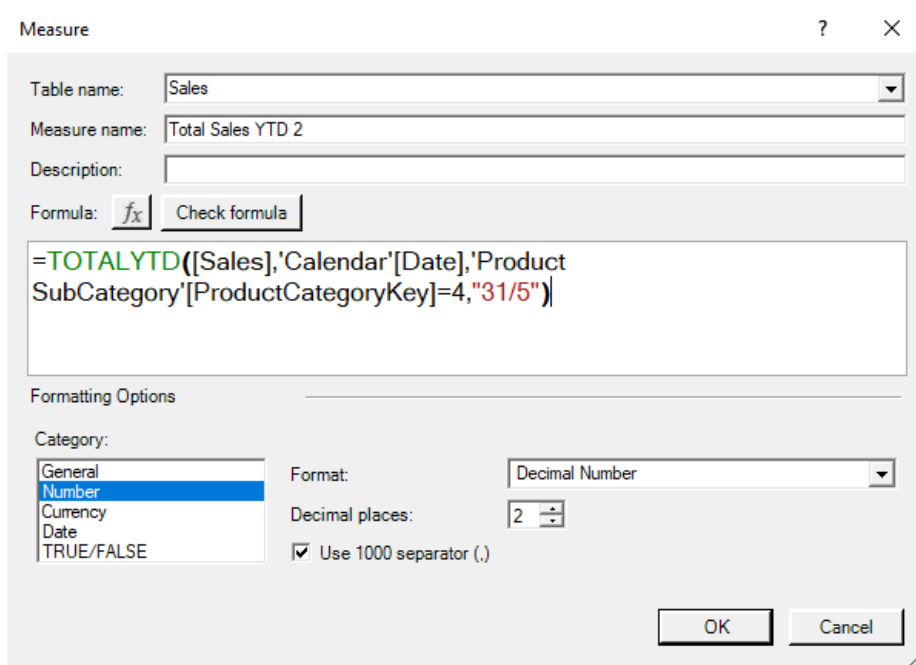 Measure ?
Table name: Sales
Measure name: Total Sales YTD 2
Description:
Formula: fx Check formula
=TOTALYTD([Sales],'Calendar'[Date],'Product
SubCategory'[ProductCategoryKey]=4,"31/5")
Formatting Options
Category:
General
Number
Currency
Date
TRUE/FALSE
Format: Decimal Number
Decimal places: 2
Use 1000 separator (,)
OK Cancel